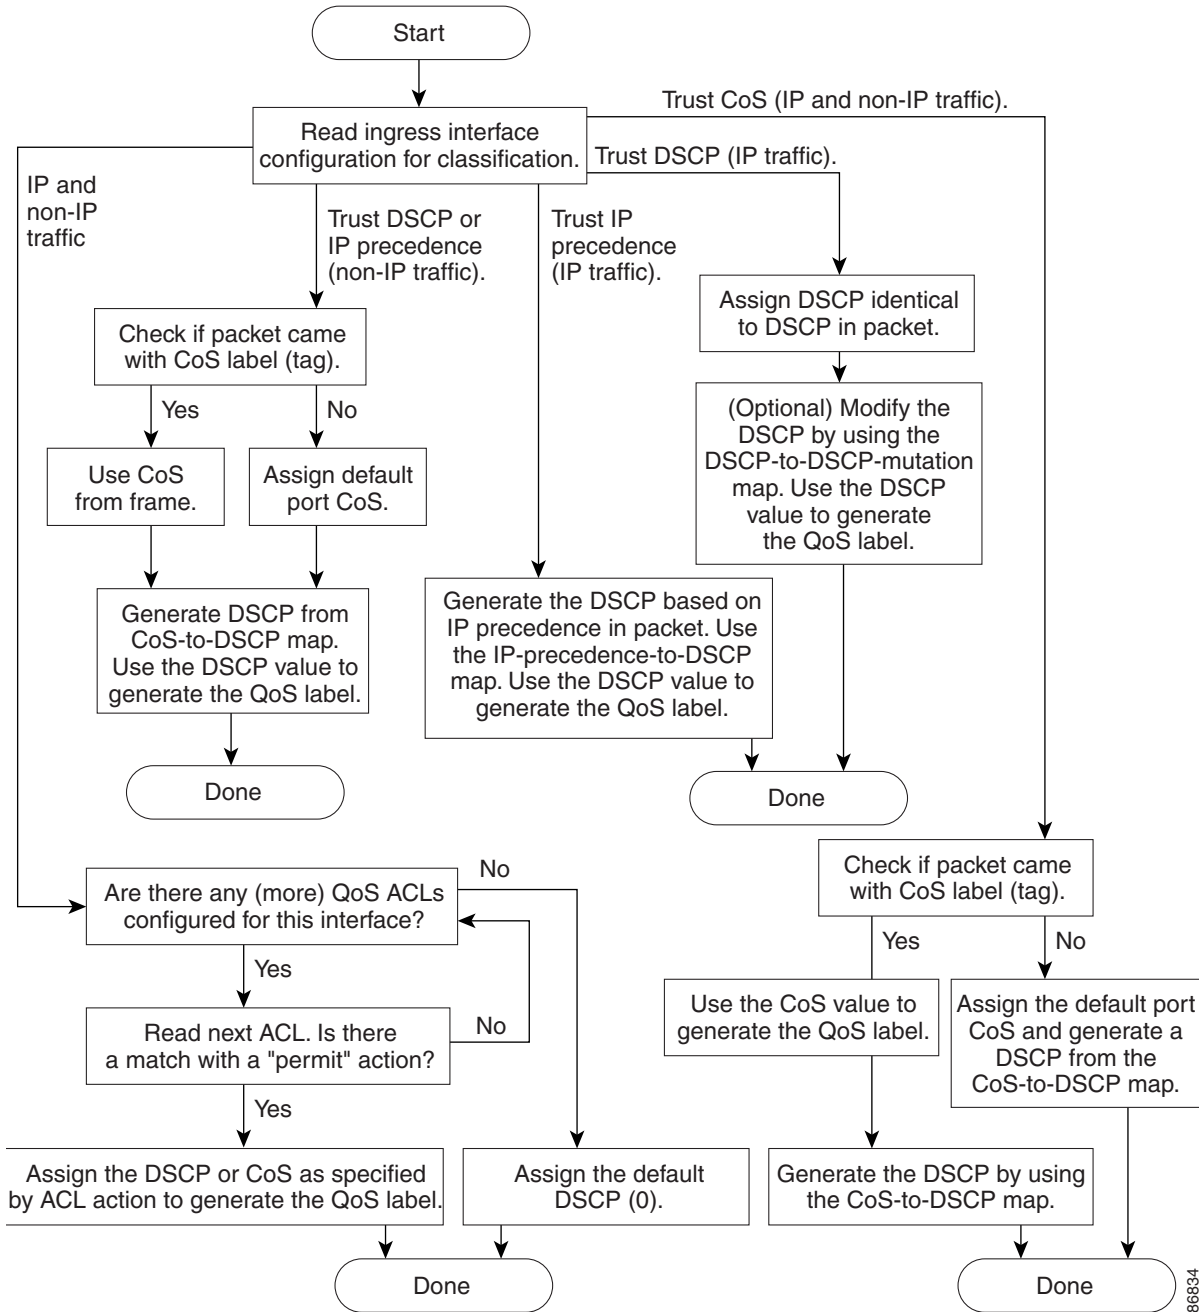 Start
Trust CoS (IP and non-IP traffic).
Read ingress interface
configuration for classification.
Trust DSCP (IP traffic).
IP and
non-IP
traffic
Trust DSCP or
IP precedence
(non-IP traffic).
Trust IP
precedence
(IP traffic).
Assign DSCP identical
to DSCP in packet.
Check if packet came
with CoS label (tag).
Yes
No
(Optional) Modify the
DSCP by using the
DSCP-to-DSCP-mutation
map. Use the DSCP
value to generate
the QoS label.
Use CoS
from frame.
Assign default
port CoS.
Generate DSCP from
CoS-to-DSCP map.
Use the DSCP value to
generate the QoS label.
Generate the DSCP based on
IP precedence in packet. Use
the IP-precedence-to-DSCP
map. Use the DSCP value to
generate the QoS label.
Done
Done
Check if packet came
with CoS label (tag).
Are there any (more) QoS ACLs
configured for this interface?
No
Yes
Yes
No
Read next ACL. Is there
a match with a "permit" action?
No
Use the CoS value to
generate the QoS label.
Assign the default port
CoS and generate a
DSCP from the
CoS-to-DSCP map.
Yes
Assign the DSCP or CoS as specified
by ACL action to generate the QoS label.
Assign the default
DSCP (0).
Generate the DSCP by using
the CoS-to-DSCP map.
Done
Done
86834